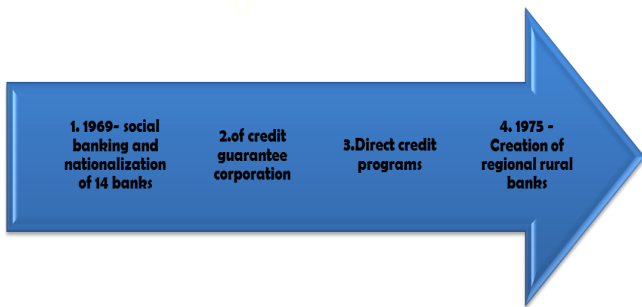 1. 1969- social
banking and
nationalization
of 14 banks
2.of credit
guarantee
corporation
3.Direct credit
programs
4. 1975 -
Creation of
regional rural
banks